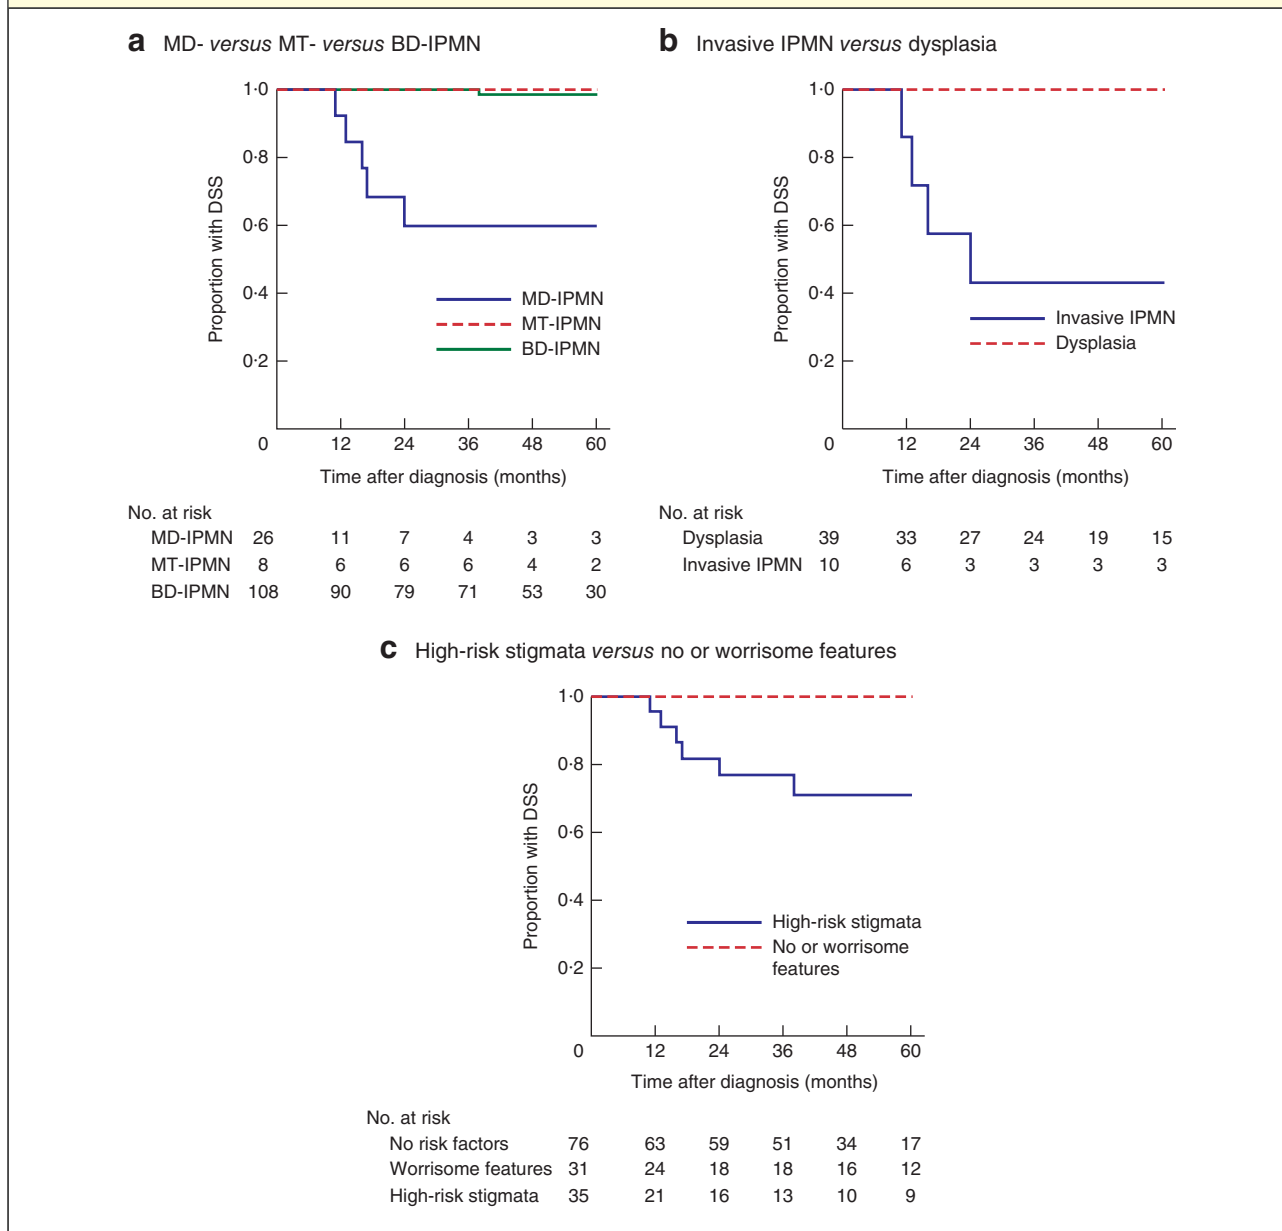 a MD- versus MT- versus BD-IPMN
1·0
0·8
0·6
0·4
0·2
0
12 24 36 48 60
Proportion with DSS
Time after diagnosis (months)
MD-IPMN
MT-IPMN
BD-IPMN
No. at risk
MD-IPMN 26 11 7 4 3 3
MT-IPMN 8 6 6 6 4 2
BD-IPMN 108 90 79 71 53 30
b Invasive IPMN versus dysplasia
1·0
0·8
0·6
0·4
0·2
0
12 24 36 48 60
Proportion with DSS
Time after diagnosis (months)
Invasive IPMN
Dysplasia
No. at risk
Dysplasia 39 33 27 24 19 15
Invasive IPMN 10 6 3 3 3 3
c High-risk stigmata versus no or worrisome features
1·0
0·8
0·6
0·4
0·2
0
12 24 36 48 60
Proportion with DSS
Time after diagnosis (months)
High-risk stigmata
No or worrisome
features
No. at risk
No risk factors 76 63 59 51 34 17
Worrisome features 31 24 18 18 16 12
High-risk stigmata 35 21 16 13 10 9